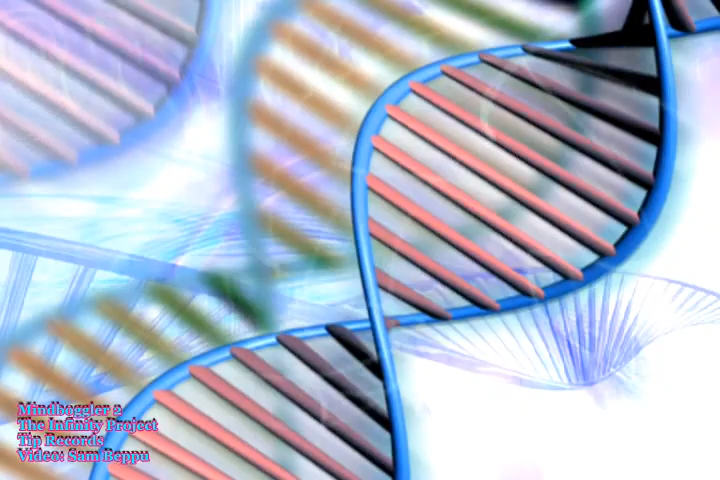 Mindboggler 2
The Infinity Project
Tip Records
Video: Sam Beppu